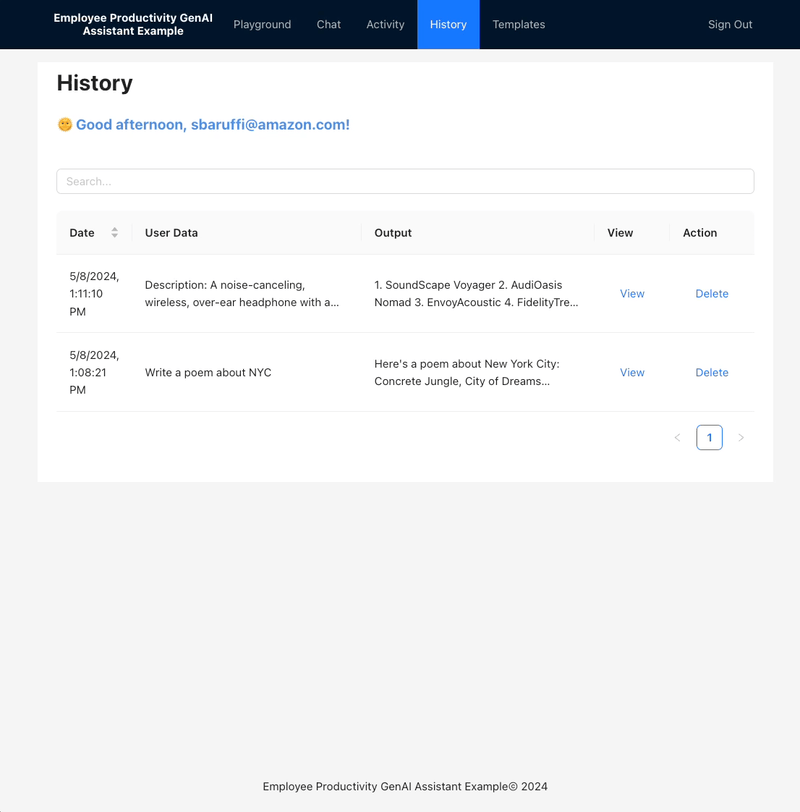 Employee Productivity GenAI
Assistant Example
Playground
Chat
Activity
History
Templates
Sign Out
History
Good afternoon, sbaruffi@amazon.com!
Search...
Date
User Data
Output
View
Action
5/8/2024,
1:11:10
PM
Description: A noise-canceling,
wireless, over-ear headphone with a...
1. SoundScape Voyager 2. AudiOasis
Nomad 3. EnvoyAcoustic 4. FidelityTre...
View
Delete
5/8/2024,
1:08:21
PM
Write a poem about NYC
Here's a poem about New York City:
Concrete Jungle, City of Dreams...
View
Delete
1
Employee Productivity GenAI Assistant Example© 2024